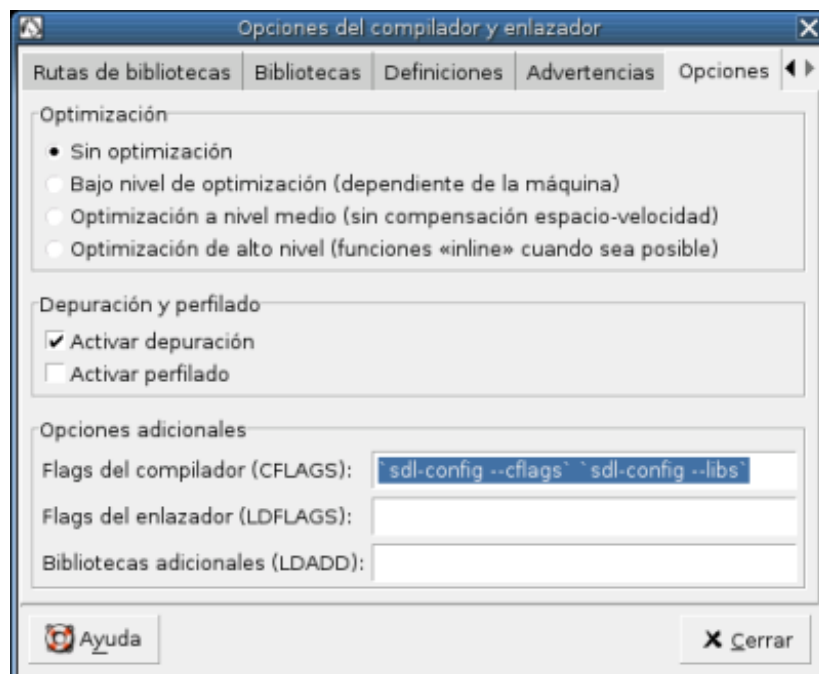 Opciones del compilador y enlazador
Rutas de bibliotecas Bibliotecas Definiciones Advertencias Opciones
Optimización
Sin optimización
Bajo nivel de optimización (dependiente de la máquina)
Optimización a nivel medio (sin compensación espacio-velocidad)
Optimización de alto nivel (funciones «inline» cuando sea posible)
Depuración y perfilado
Activar depuración
Activar perfilado
Opciones adicionales
Flags del compilador (CFLAGS): `sdl-config --cflags` `sdl-config --libs`
Flags del enlazador (LDFLAGS):
Bibliotecas adicionales (LDADD):
Ayuda Cerrar